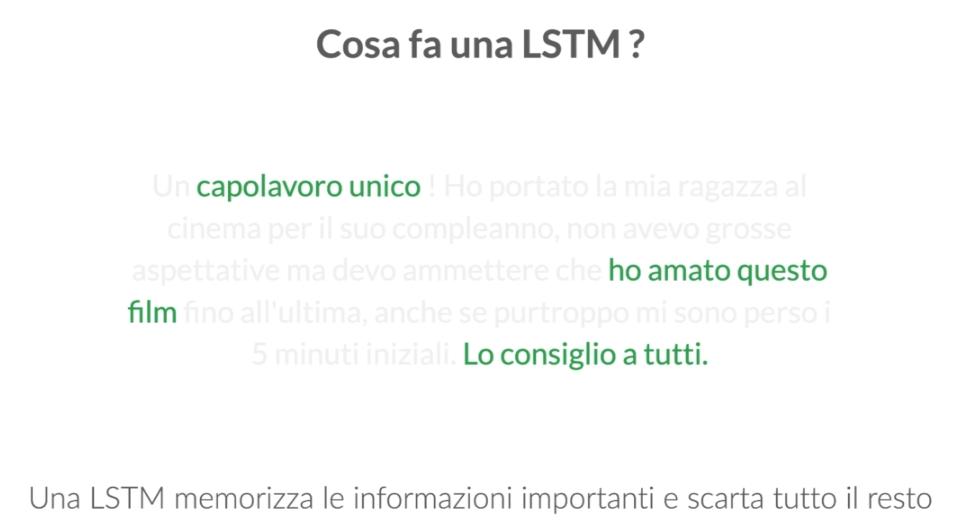 Cosa fa una LSTM ?
Un capolavoro unico ! Ho portato la mia ragazza al
cinema per il suo compleanno, non avevo grosse
aspettative ma devo ammettere che ho amato questo
film fino all'ultima, anche se purtroppo mi sono perso i
5 minuti iniziali. Lo consiglio a tutti.
Una LSTM memorizza le informazioni importanti e scarta tutto il resto